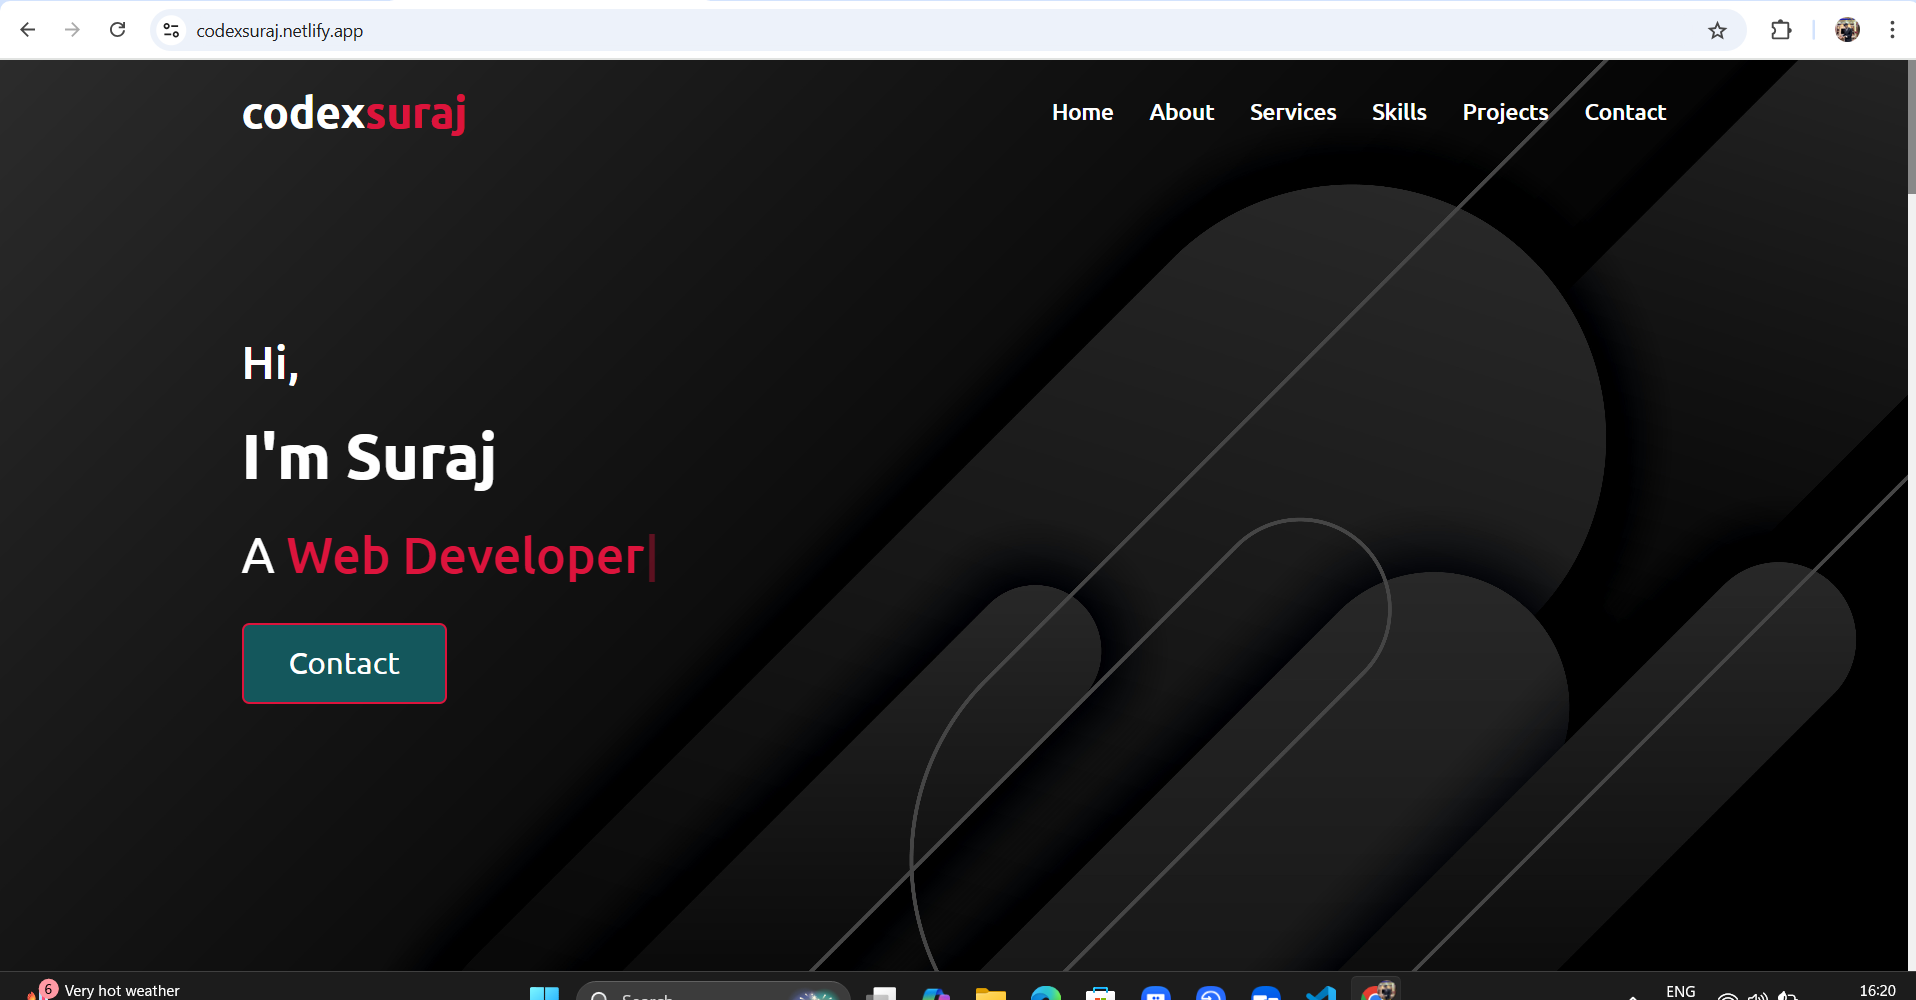 codexsuraj.netlify.app
codexsuraj
Home About Services Skills Projects Contact
Hi,
I'm Suraj
A Web Developer
Contact
6 Very hot weather
Search
ENG
16:20